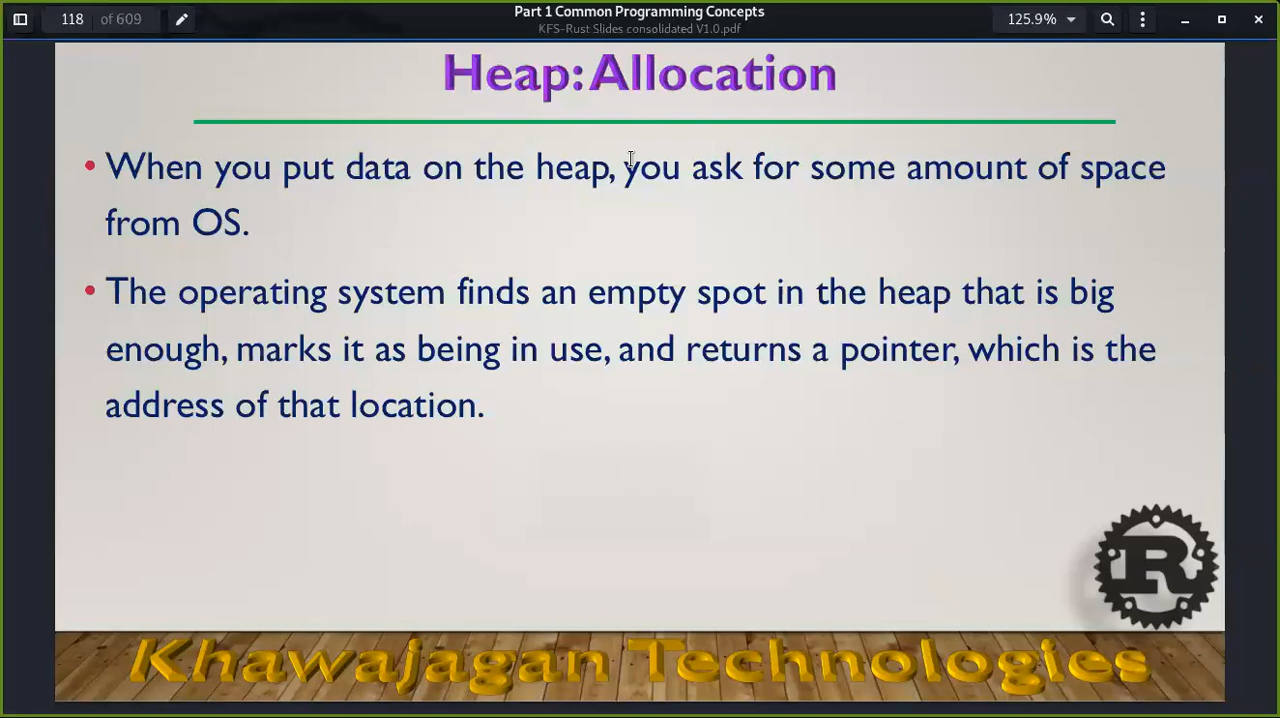 Part 1 Common Programming Concepts
118 of 609
KFS-Rust Slides consolidated V1.0.pdf
125.9%
Heap: Allocation
• When you put data on the heap, you ask for some amount of space
from OS.
• The operating system finds an empty spot in the heap that is big
enough, marks it as being in use, and returns a pointer, which is the
address of that location.
R
Khawajagan Technologies